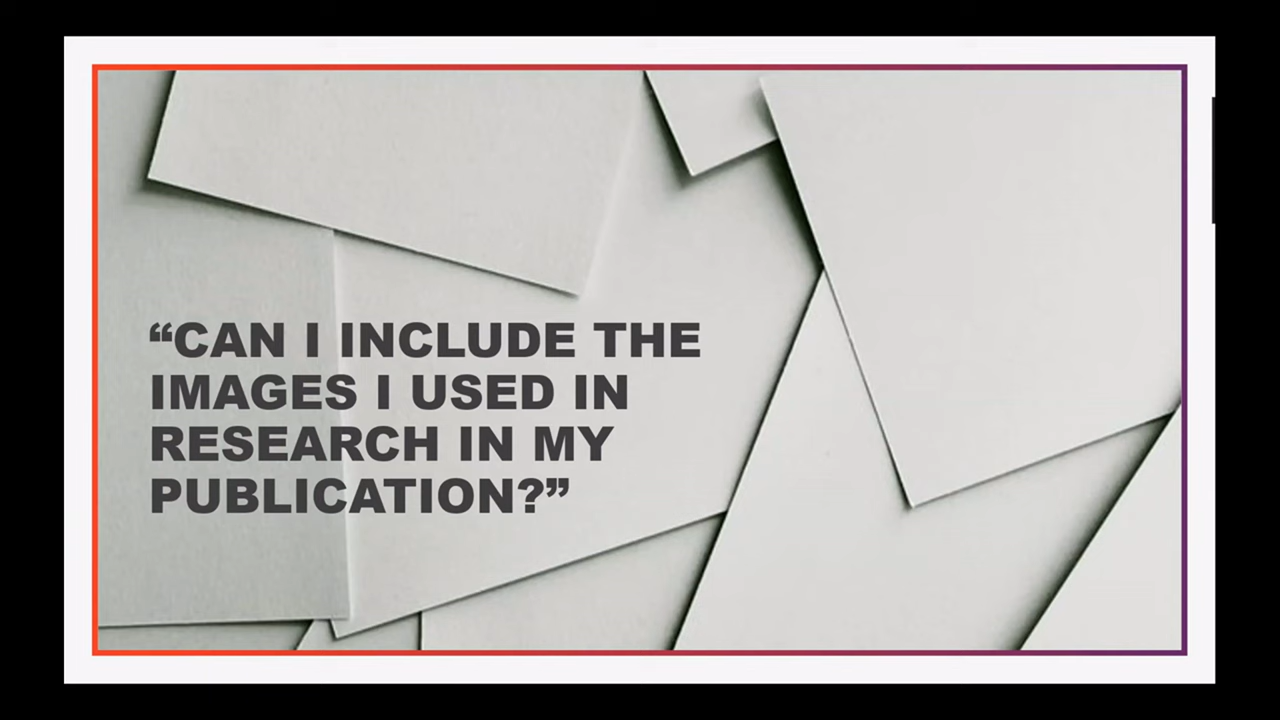 “CAN I INCLUDE THE
IMAGES I USED IN
RESEARCH IN MY
PUBLICATION?”